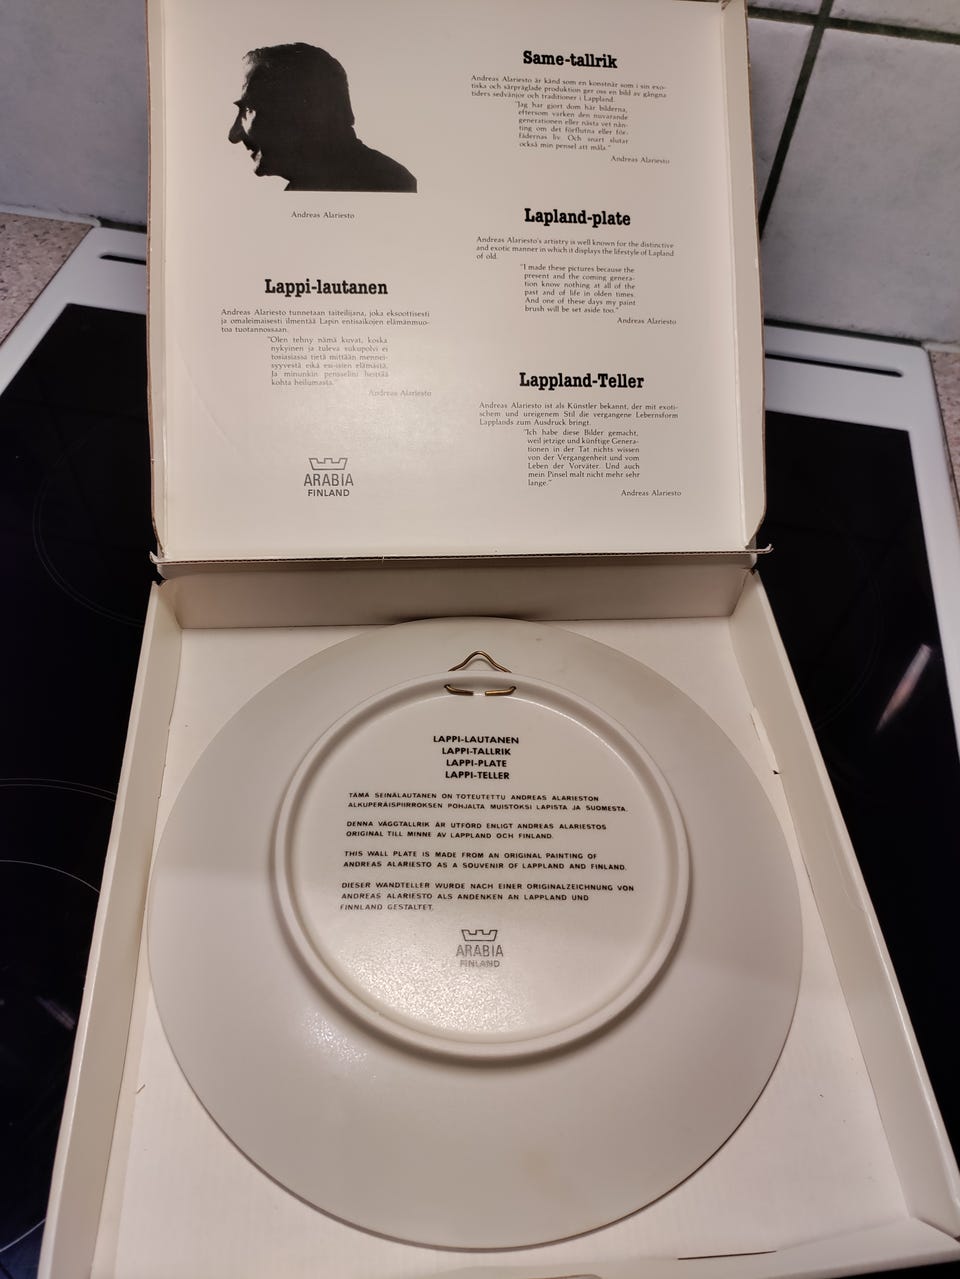 Andreas Alariesto
Lappi-lautanen
Andreas Alariesto tunnetaan taiteilijana, joka eksoottisesti
ja omaleimaisesti ilmentää Lapin entisaikojen elämänmuo-
toa tuotannossaan.
"Olen tehny nämä kuvat, koska
nykyinen ja tuleva sukupolvi ei
tosiasiassa tietä mittään mennei-
syyvestä eikä esi-isien elämästä.
Ja minunkin pensselini heittää
kohta heilumasta."
Andreas Alariesto
ARABIA
FINLAND
Same-tallrik
Andreas Alariesto är känd som en konstnär som i sin exo-
tiska och särpräglade produktion ger oss en bild av gångna
tiders sedvänjor och traditioner i Lappland.
"Jag har gjort dom här bilderna,
eftersom varken den nuvarande
generationen eller nästa vet nån-
ting om det förflutna eller för-
fädernas liv. Och snart slutar
också min pensel att måla."
Andreas Alariesto
Lapland-plate
Andreas Alariesto's artistry is well known for the distinctive
and exotic manner in which it displays the lifestyle of Lapland
of old.
"I made these pictures because the
present and the coming genera-
tion know nothing at all of the
past and of life in olden times.
And one of these days my paint
brush will be set aside too."
Andreas Alariesto
Lappland-Teller
Andreas Alariesto ist als Künstler bekannt, der mit exoti-
schem und ureigenem Stil die vergangene Lebensform
Lapplands zum Ausdruck bringt.
"Ich habe diese Bilder gemacht,
weil jetzige und künftige Genera-
tionen in der Tat nichts wissen
von der Vergangenheit und vom
Leben der Vorväter. Und auch
mein Pinsel malt nicht mehr sehr
lange."
Andreas Alariesto
LAPPI-LAUTANEN
LAPPI-TALLRIK
LAPPI-PLATE
LAPPI-TELLER
TÄMÄ SEINÄLAUTANEN ON TOTEUTETTU ANDREAS ALARIESTON
ALKUPERÄISPIIRROKSEN POHJALTA MUISTOKSI LAPISTA JA SUOMESTA.
DENNA VÄGGTALLRIK ÄR UTFÖRD ENLIGT ANDREAS ALARIESTOS
ORIGINAL TILL MINNE AV LAPPLAND OCH FINLAND.
THIS WALL PLATE IS MADE FROM AN ORIGINAL PAINTING OF
ANDREAS ALARIESTO AS A SOUVENIR OF LAPLAND AND FINLAND.
DIESER WANDTELLER WURDE NACH EINER ORIGINALZEICHNUNG VON
ANDREAS ALARIESTO ALS ANDENKEN AN LAPPLAND UND
FINNLAND GESTALTET.
ARABIA
FINLAND